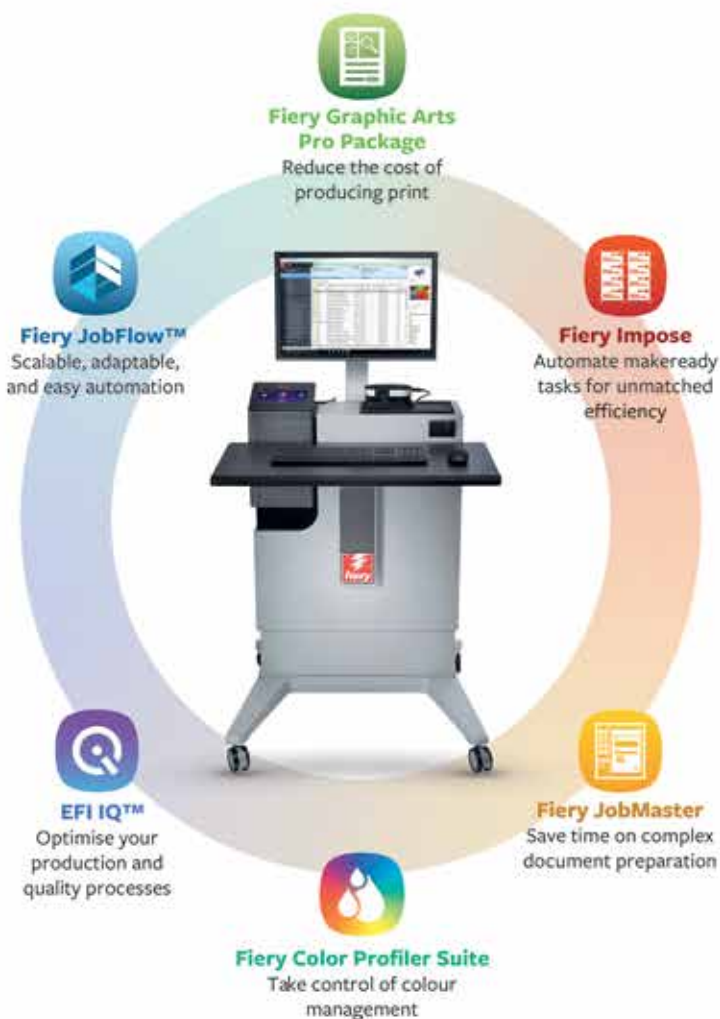 Fiery Graphic Arts
Pro Package
Reduce the cost of
producing print
Fiery JobFlow™
Scalable, adaptable,
and easy automation
Fiery Impose
Automate makeready
tasks for unmatched
efficiency
fiery
EFI IQ™
Optimise your
production and
quality processes
Fiery JobMaster
Save time on complex
document preparation
Fiery Color Profiler Suite
Take control of colour
management